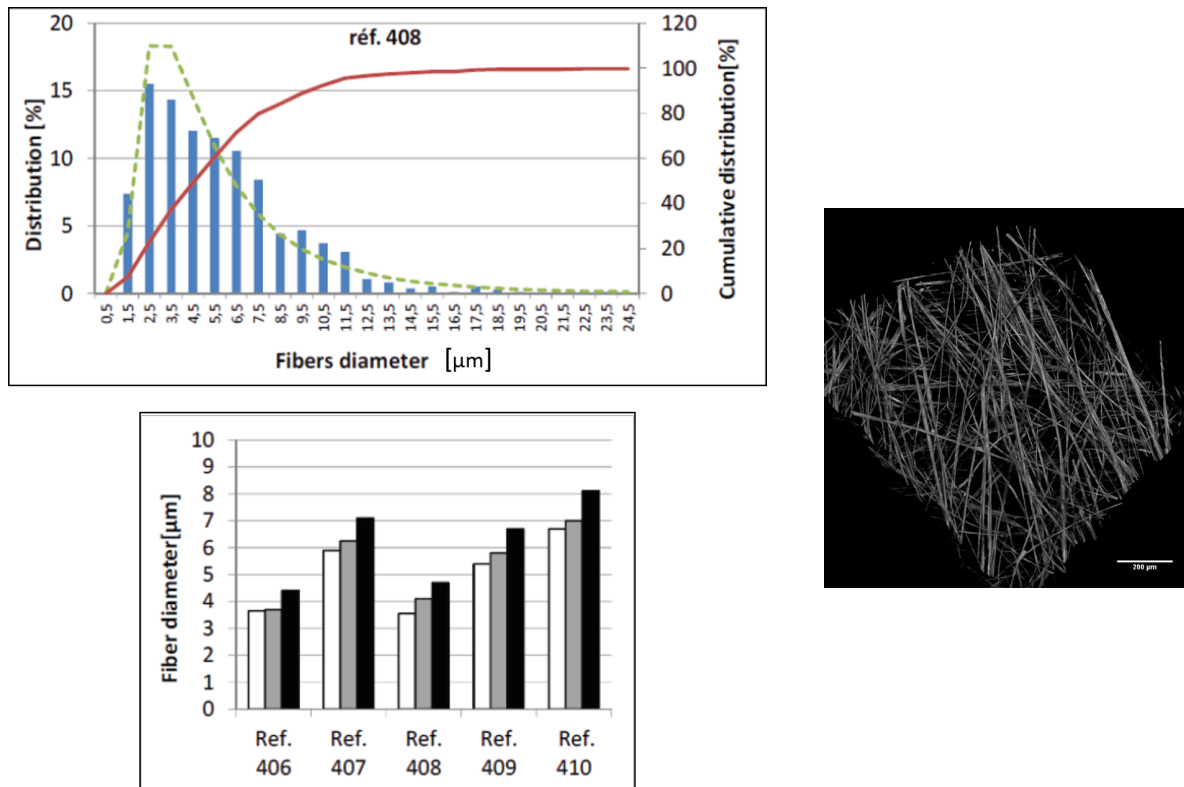 réf. 408
Distribution [%]
20
15
10
5
0
Cumulative distribution[%]
120
100
80
60
40
20
0
0,5 1,5 2,5 3,5 4,5 5,5 6,5 7,5 8,5 9,5 10,5 11,5 12,5 13,5 14,5 15,5 16,5 17,5 18,5 19,5 20,5 21,5 22,5 23,5 24,5
Fibers diameter [μm]
Fiber diameter[μm]
10
9
8
7
6
5
4
3
2
1
0
Ref. Ref. Ref. Ref. Ref.
406 407 408 409 410
200 μm